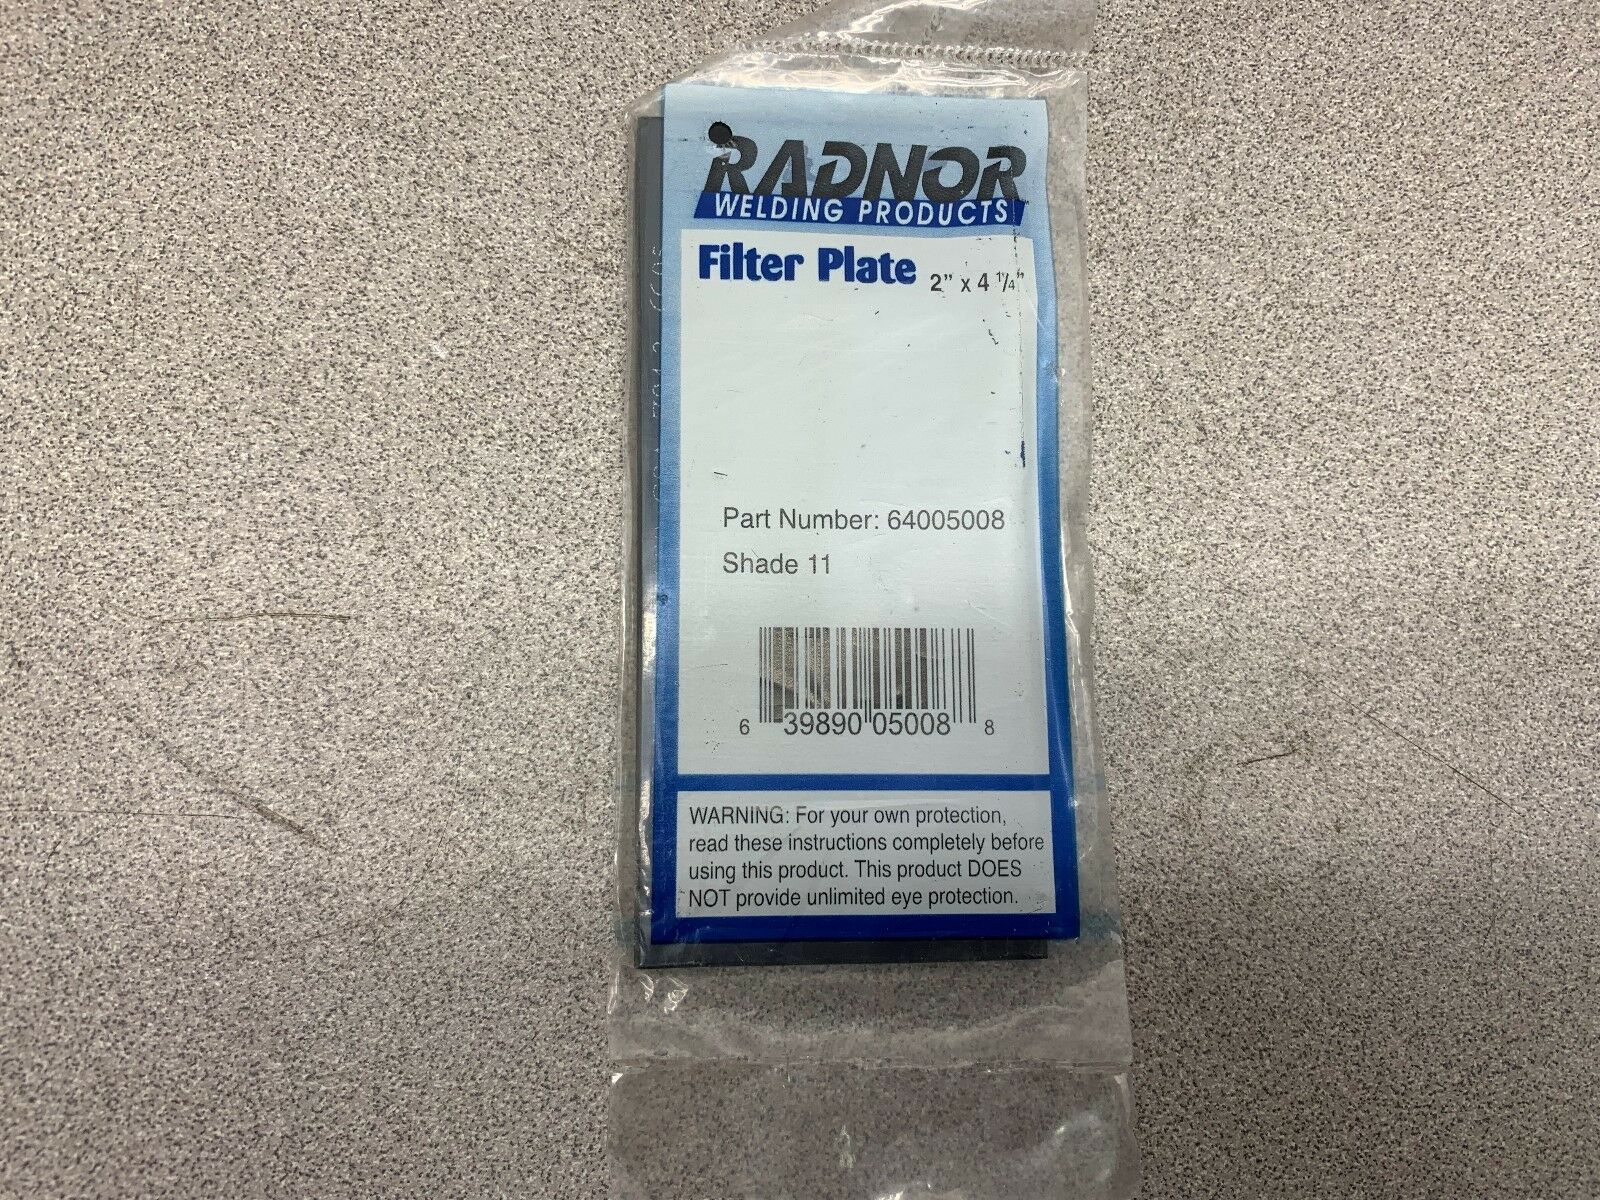 RADNOR
WELDING PRODUCTS
Filter Plate 2" x 4 1/4"
Part Number: 64005008
Shade 11
6 39890 05008 8
WARNING: For your own protection,
read these instructions completely before
using this product. This product DOES
NOT provide unlimited eye protection.